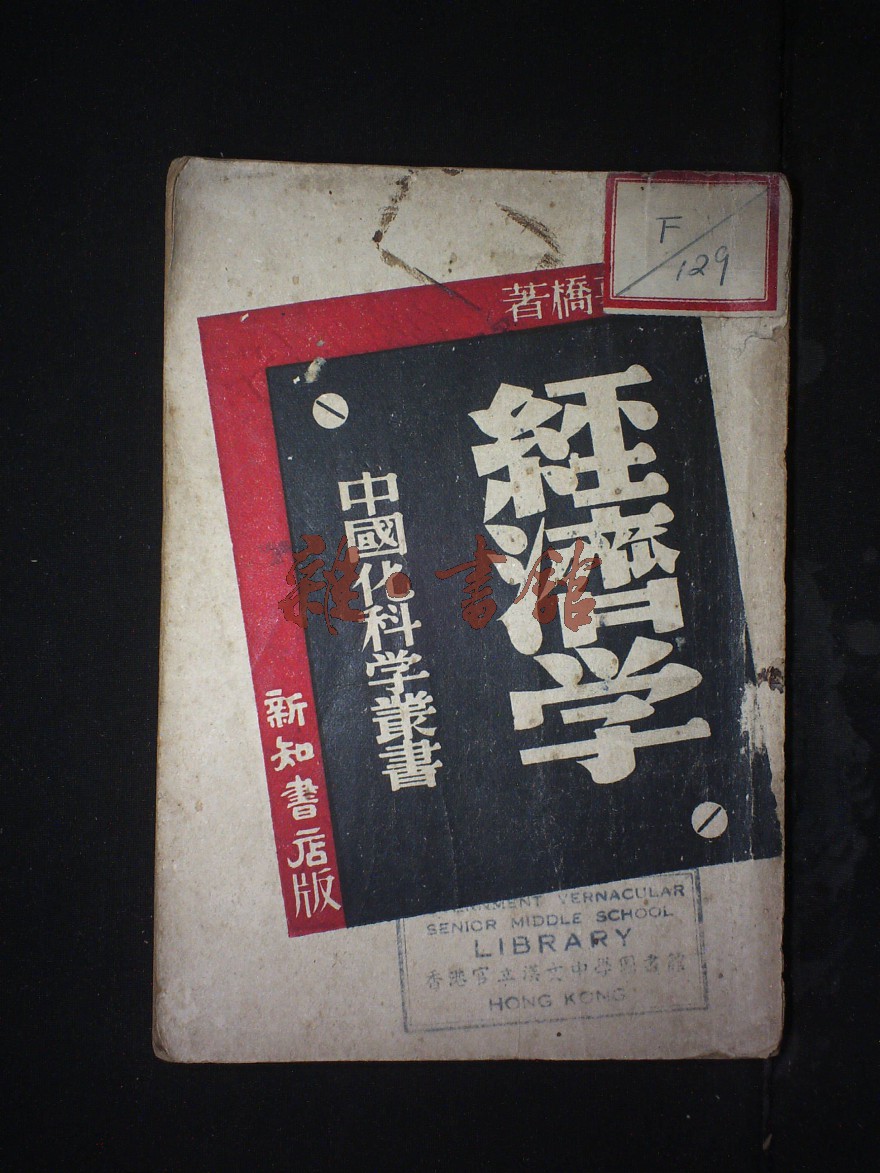 F
129
橋著
経濟学
中國化科学叢書
新知書店版
VERNACULAR
SENIOR MIDDLE SCHOOL
LIBRARY
香港官立漢文中學圖書館
HONG KONG
雜·書館